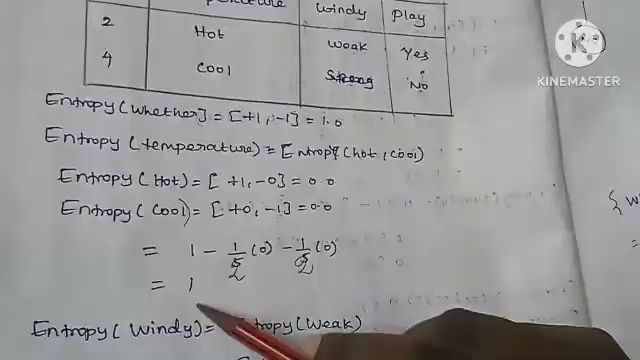 windy play
2 Hot weak yes
4 Cool Strong No
KINEMASTER
Entropy (Whether] = [+1, -1] = 1.0
Entropy (temperature) = [Entropy (hot, cool)
Entropy (Hot) = [ +1, -0] = 0.0
Entropy (Cool) = [ +0, -1] = 0.0
= 1 - 1/2 (0) - 1/2 (0)
= 1
Entropy ( Windy) = Entropy (Weak)